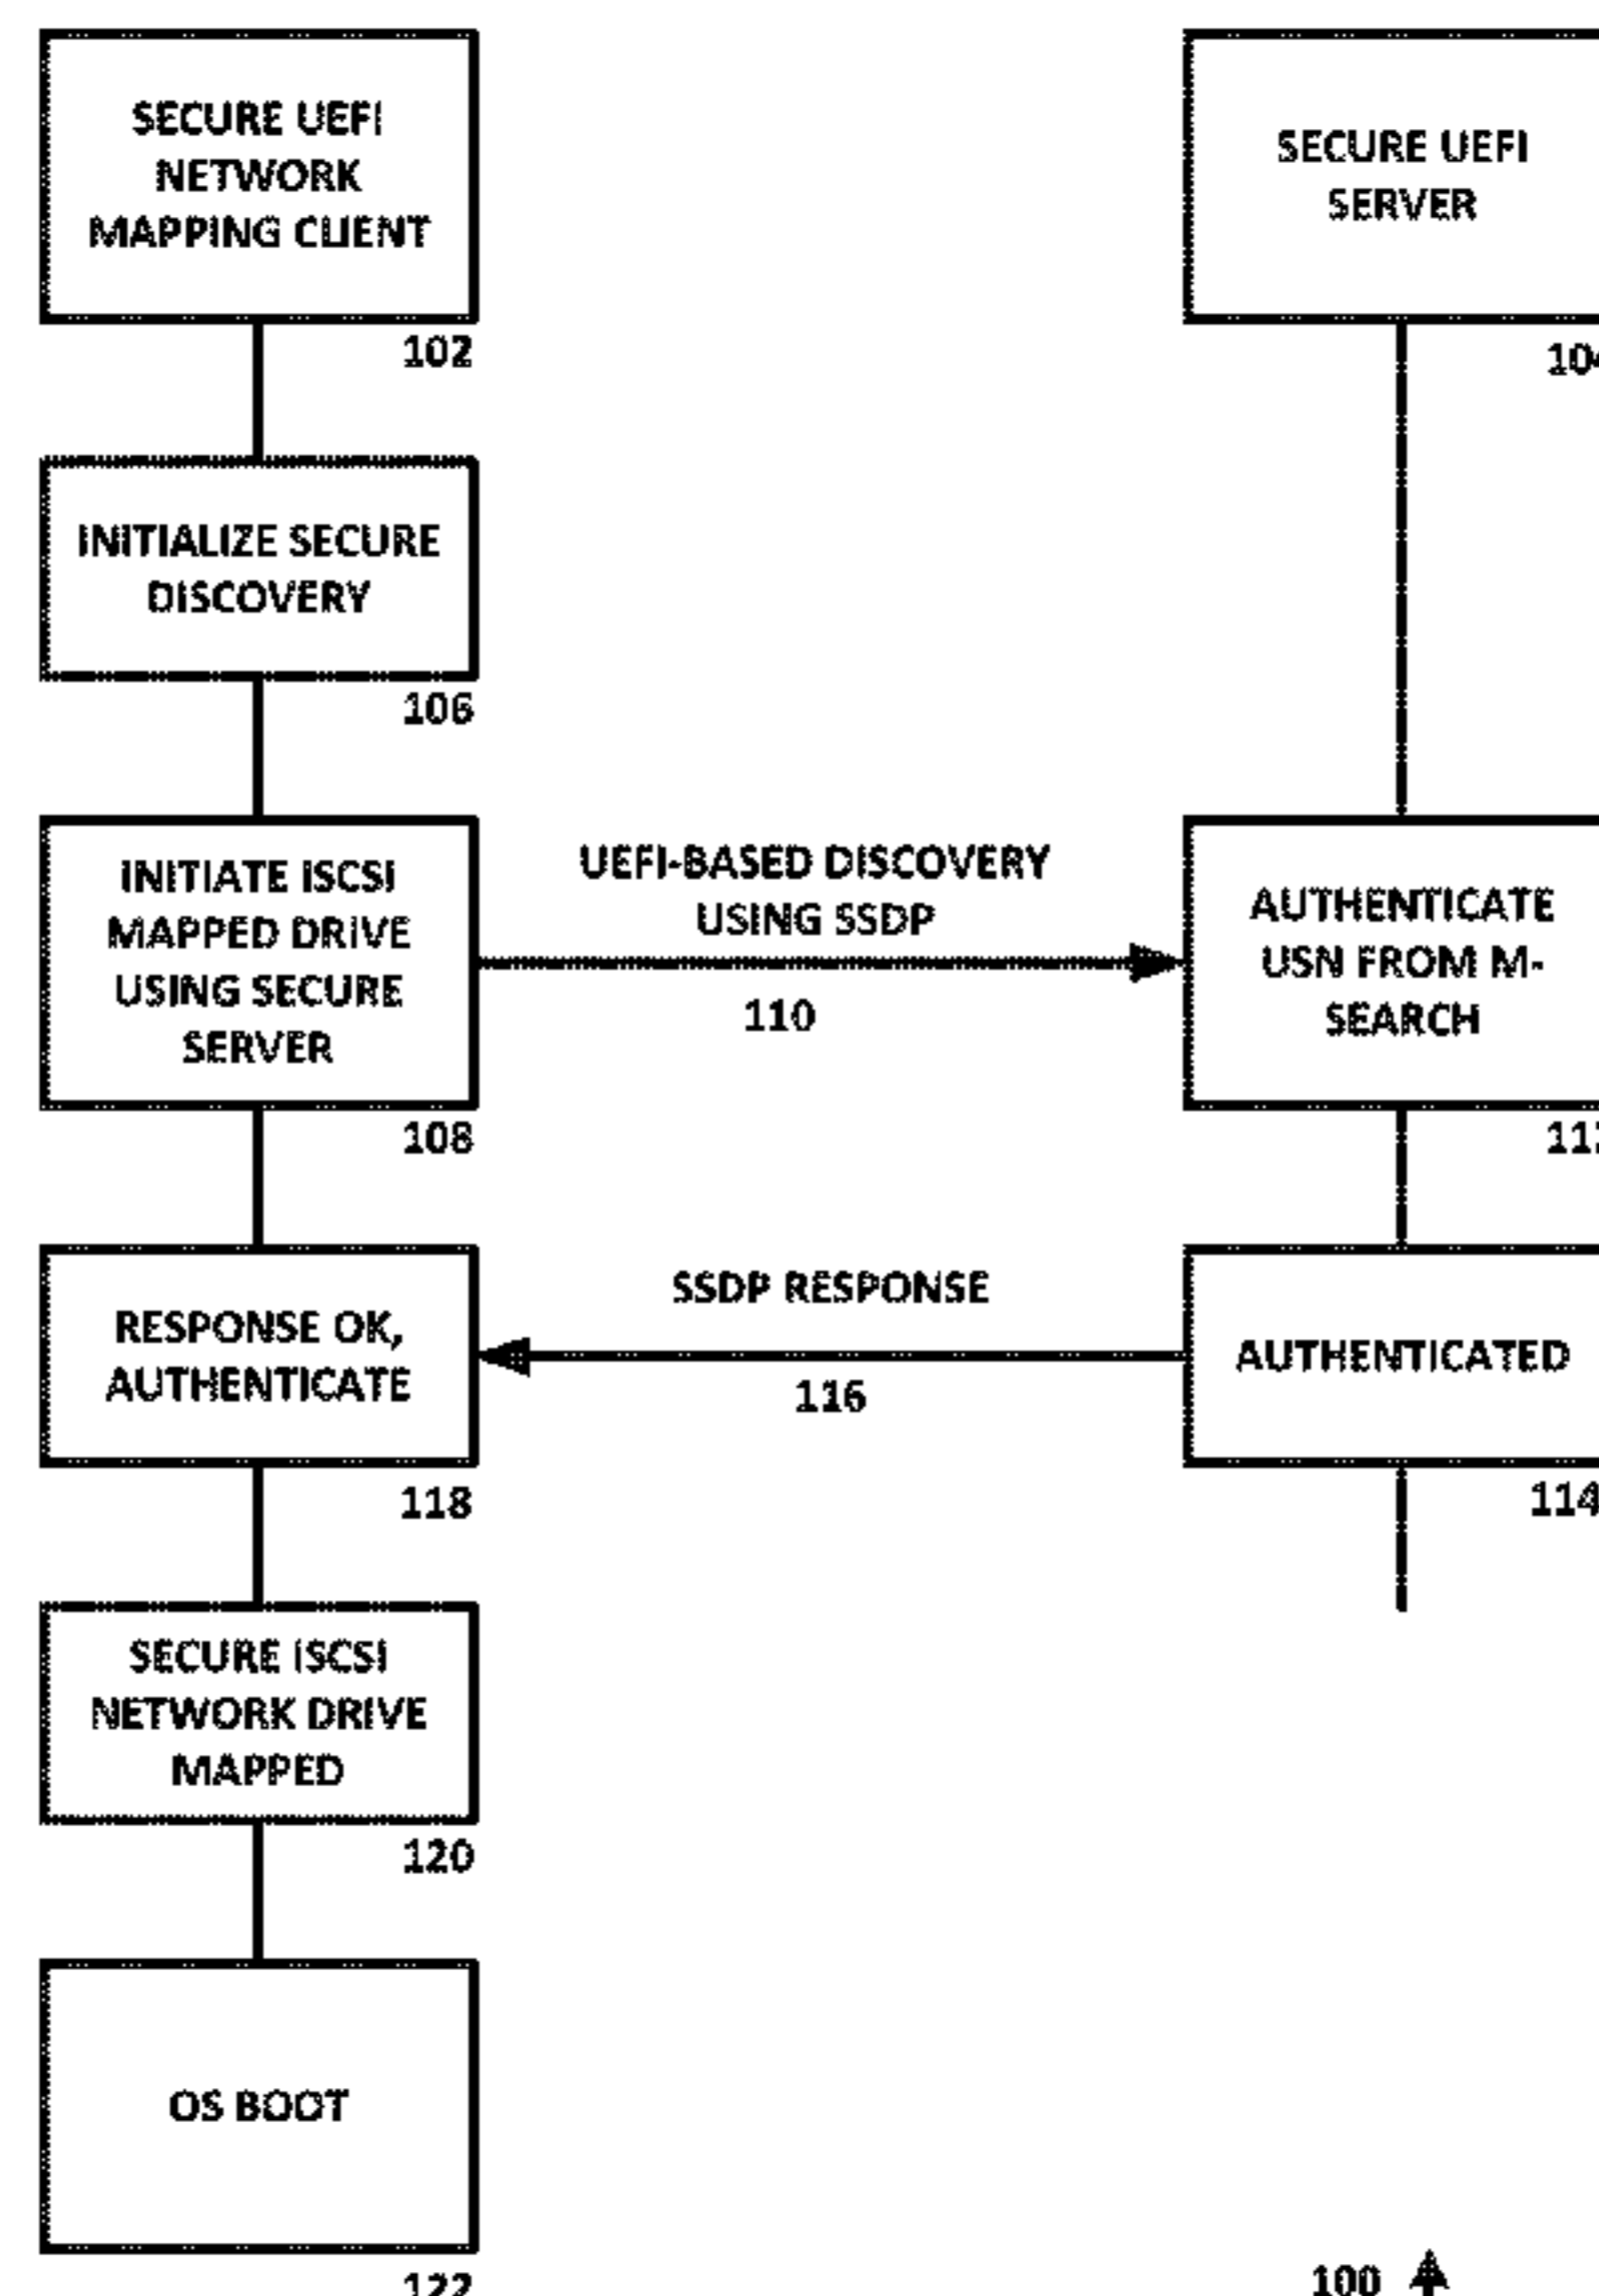 SECURE UEFI
NETWORK
MAPPING CLIENT
102
SECURE UEFI
SERVER
INITIALIZE SECURE
DISCOVERY
106
INITIATE ISCSI
MAPPED DRIVE
USING SECURE
SERVER
108
UEFI-BASED DISCOVERY
USING SSDP
110
AUTHENTICATE
USN FROM M-
SEARCH
RESPONSE OK,
AUTHENTICATE
118
SSDP RESPONSE
116
AUTHENTICATED
114
SECURE ISCSI
NETWORK DRIVE
MAPPED
120
OS BOOT
122
100